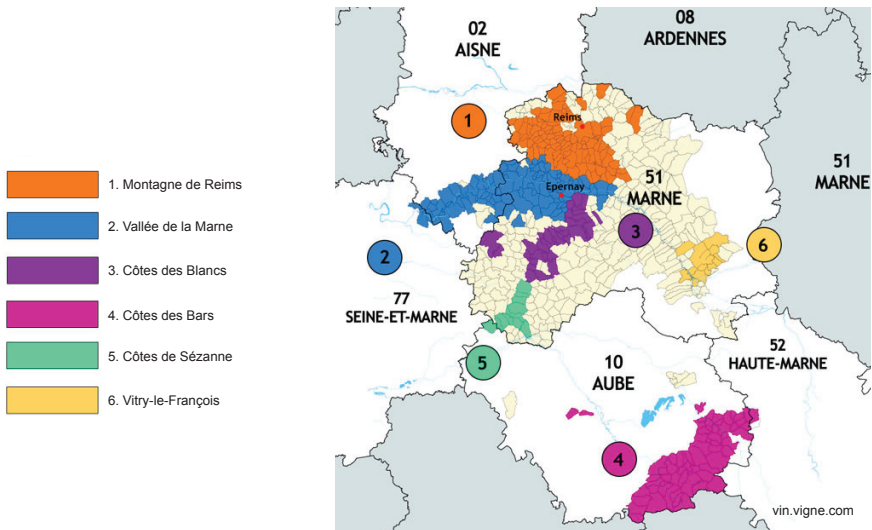 1. Montagne de Reims
2. Vallée de la Marne
3. Côtes des Blancs
4. Côtes des Bars
5. Côtes de Sézanne
6. Vitry-le-François
02
AISNE
08
ARDENNES
1
Reims
51
MARNE
51
MARNE
Epernay
3
6
2
77
SEINE-ET-MARNE
52
HAUTE-MARNE
5
10
AUBE
4
vin.vigne.com